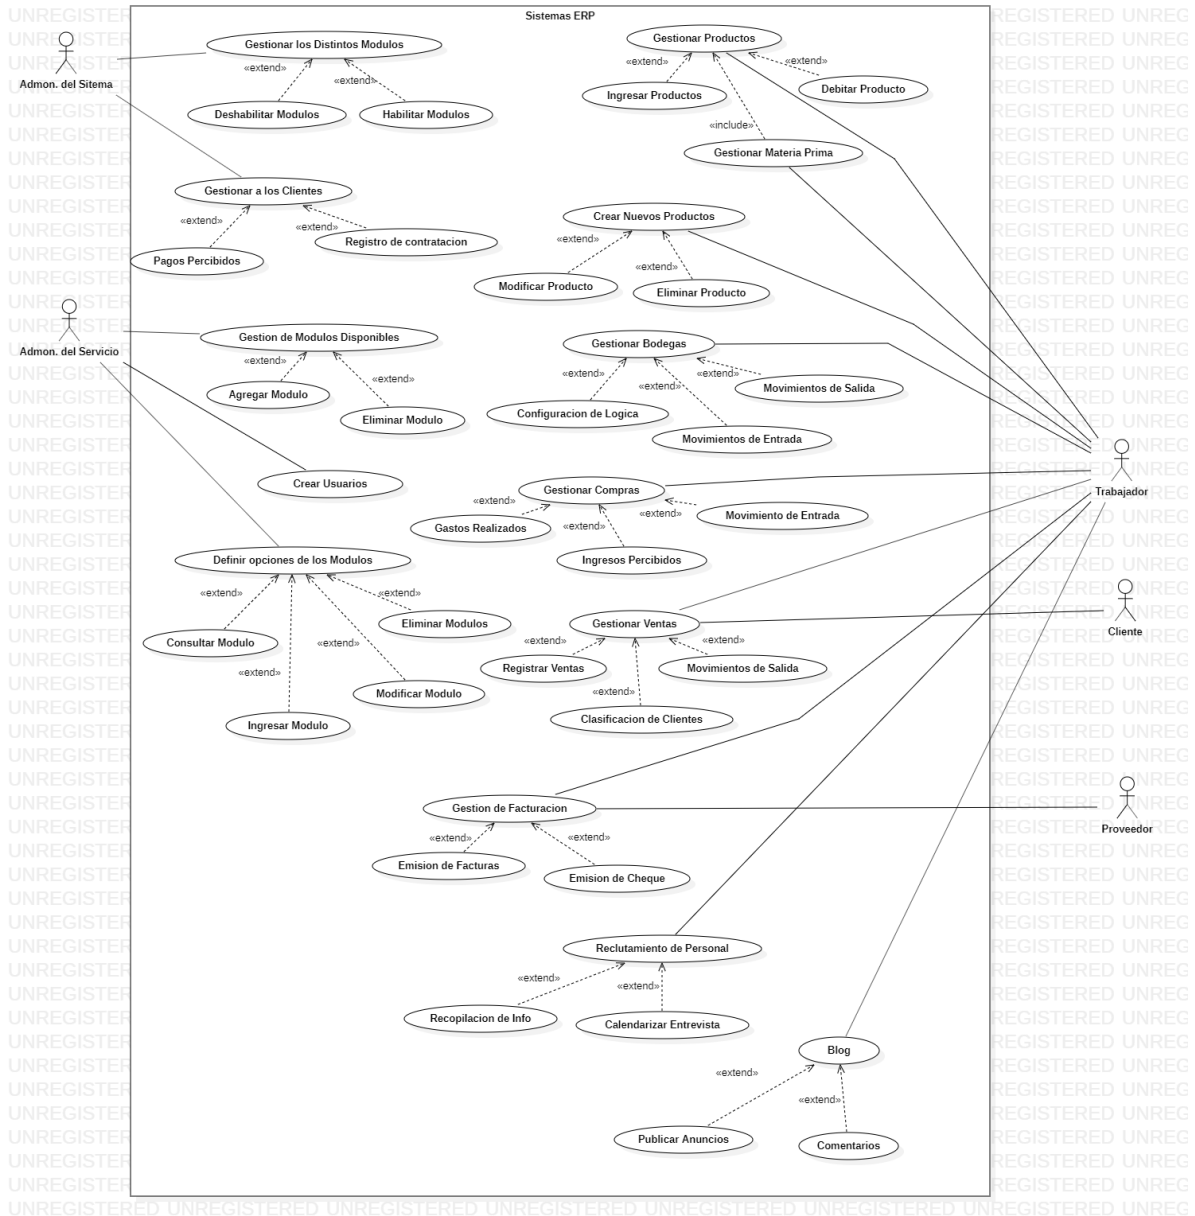 Sistemas ERP
Admon. del Sitema
Gestionar los Distintos Modulos
«extend»
«extend»
Deshabilitar Modulos
Habilitar Modulos
Gestionar a los Clientes
«extend»
«extend»
Registro de contratacion
Pagos Percibidos
Admon. del Servicio
Gestion de Modulos Disponibles
«extend»
«extend»
Agregar Modulo
Eliminar Modulo
Crear Usuarios
Definir opciones de los Modulos
«extend»
«extend»
Eliminar Modulos
Consultar Modulo
«extend»
«extend»
Modificar Modulo
Ingresar Modulo
Gestionar Productos
«extend»
«extend»
Ingresar Productos
Debitar Producto
«include»
Gestionar Materia Prima
Crear Nuevos Productos
«extend»
«extend»
Modificar Producto
Eliminar Producto
Gestionar Bodegas
«extend»
«extend»
«extend»
Movimientos de Salida
Configuracion de Logica
Movimientos de Entrada
Gestionar Compras
«extend»
«extend»
«extend»
Movimiento de Entrada
Gastos Realizados
Ingresos Percibidos
Gestionar Ventas
«extend»
«extend»
Registrar Ventas
Movimientos de Salida
«extend»
Clasificacion de Clientes
Gestion de Facturacion
«extend»
«extend»
Emision de Facturas
Emision de Cheque
Reclutamiento de Personal
«extend»
«extend»
Recopilacion de Info
Calendarizar Entrevista
Blog
«extend»
«extend»
Publicar Anuncios
Comentarios
Trabajador
Cliente
Proveedor
UNREGISTERED UNREGISTERED UNREGISTERED UNREGISTERED UNREGISTERED UNREGISTERED UNREGISTERED UNREG